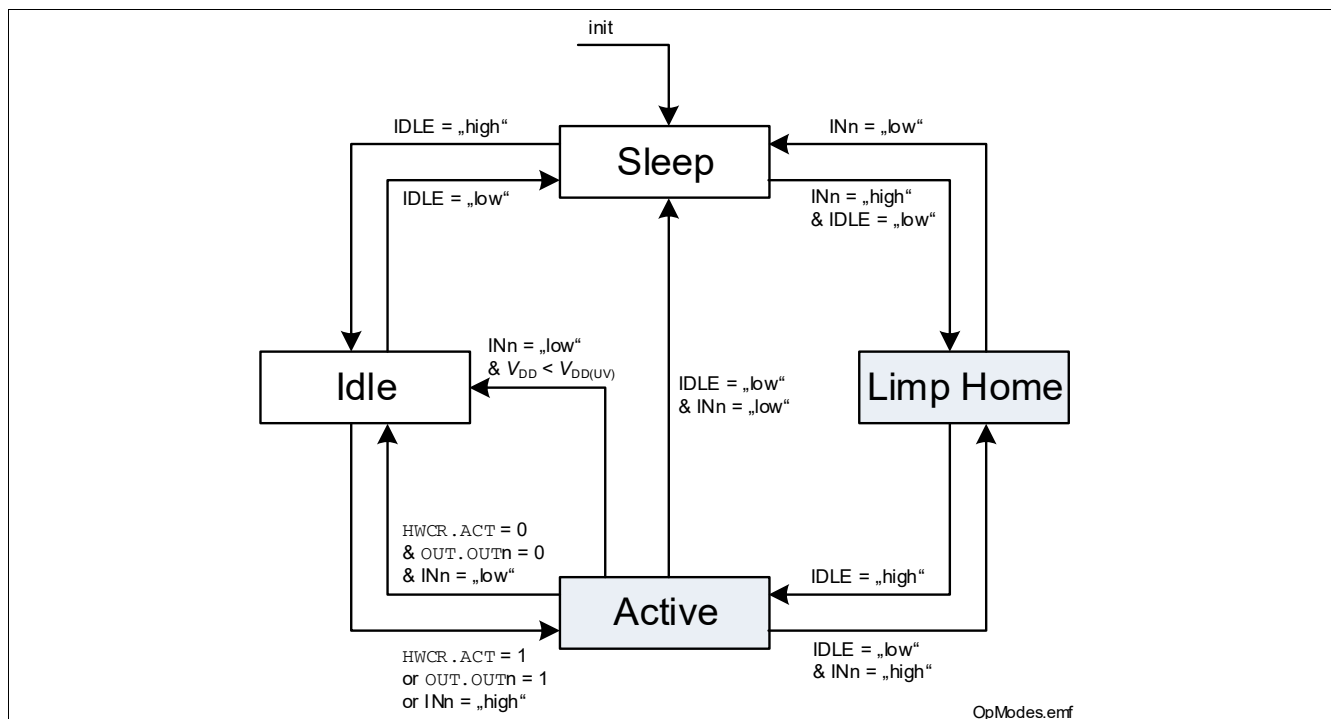 init
IDLE = „high“
INn = „low“
Sleep
IDLE = „low“
INn = „high“
& IDLE = „low“
INn = „low“
& VDD < VDD(UV)
Idle
IDLE = „low“
& INn = „low“
Limp Home
HWCR.ACT = 0
& OUT.OUTn = 0
& INn = „low“
IDLE = „high“
Active
HWCR.ACT = 1
or OUT.OUTn = 1
or INn = „high“
IDLE = „low“
& INn = „high“
OpModes.emf